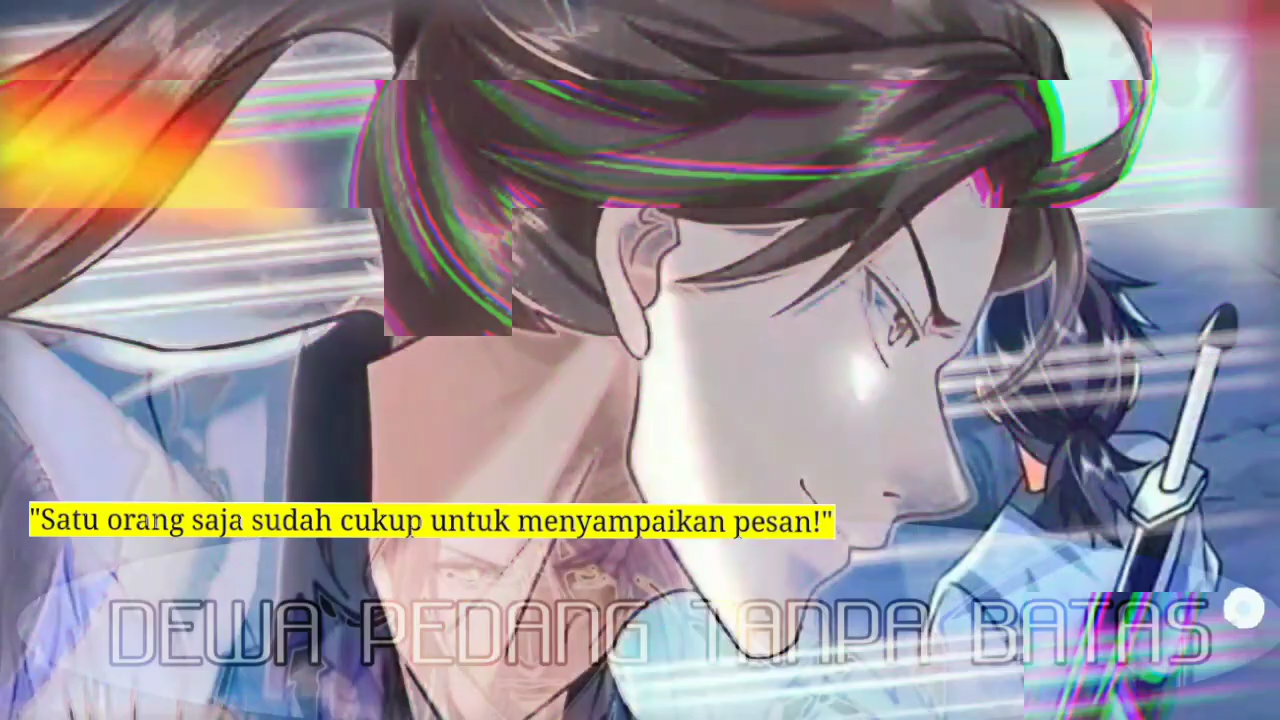 "Satu orang saja sudah cukup untuk menyampaikan pesan!"
DEWA PEDANG TANPA BATAS